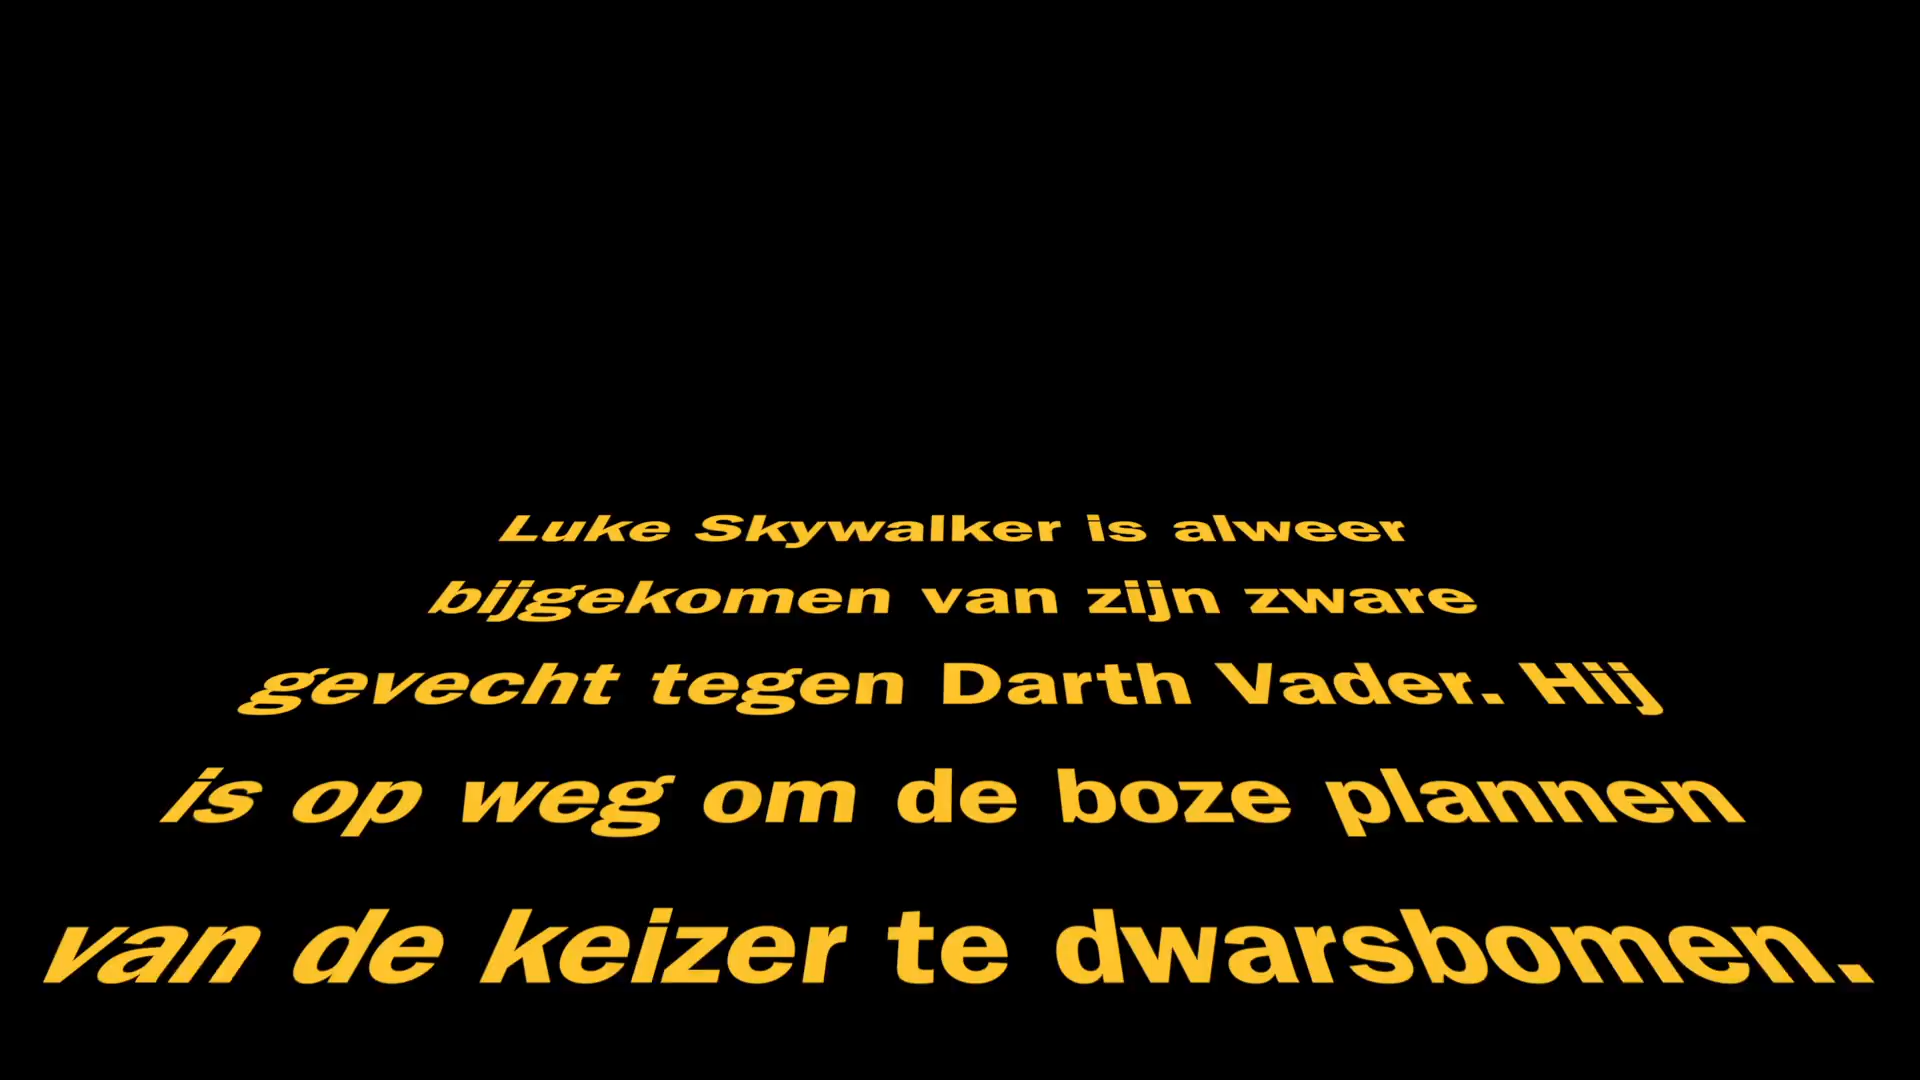 Luke Skywalker is alweer
bijgekomen van zijn zware
gevecht tegen Darth Vader. Hij
is op weg om de boze plannen
van de keizer te dwarsbomen.